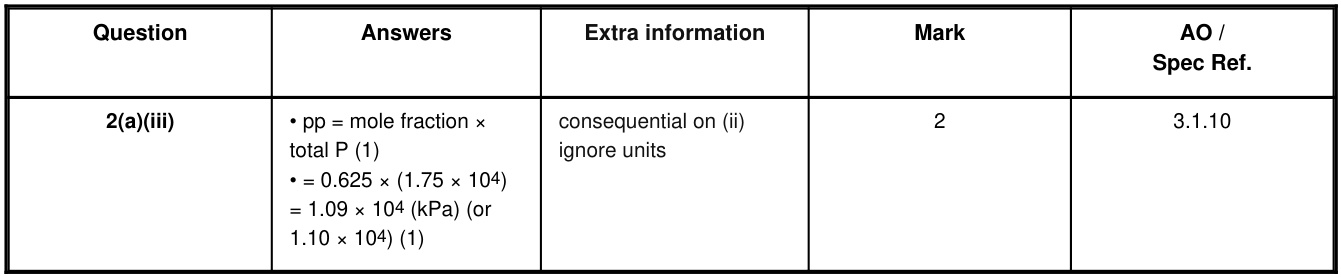 Question
Answers
Extra information
Mark
AO /
Spec Ref.
2(a)(iii)
• pp = mole fraction ×
total P (1)
• = 0.625 × (1.75 × 10⁴)
= 1.09 × 10⁴ (kPa) (or
1.10 × 10⁴) (1)
consequential on (ii)
ignore units
2
3.1.10